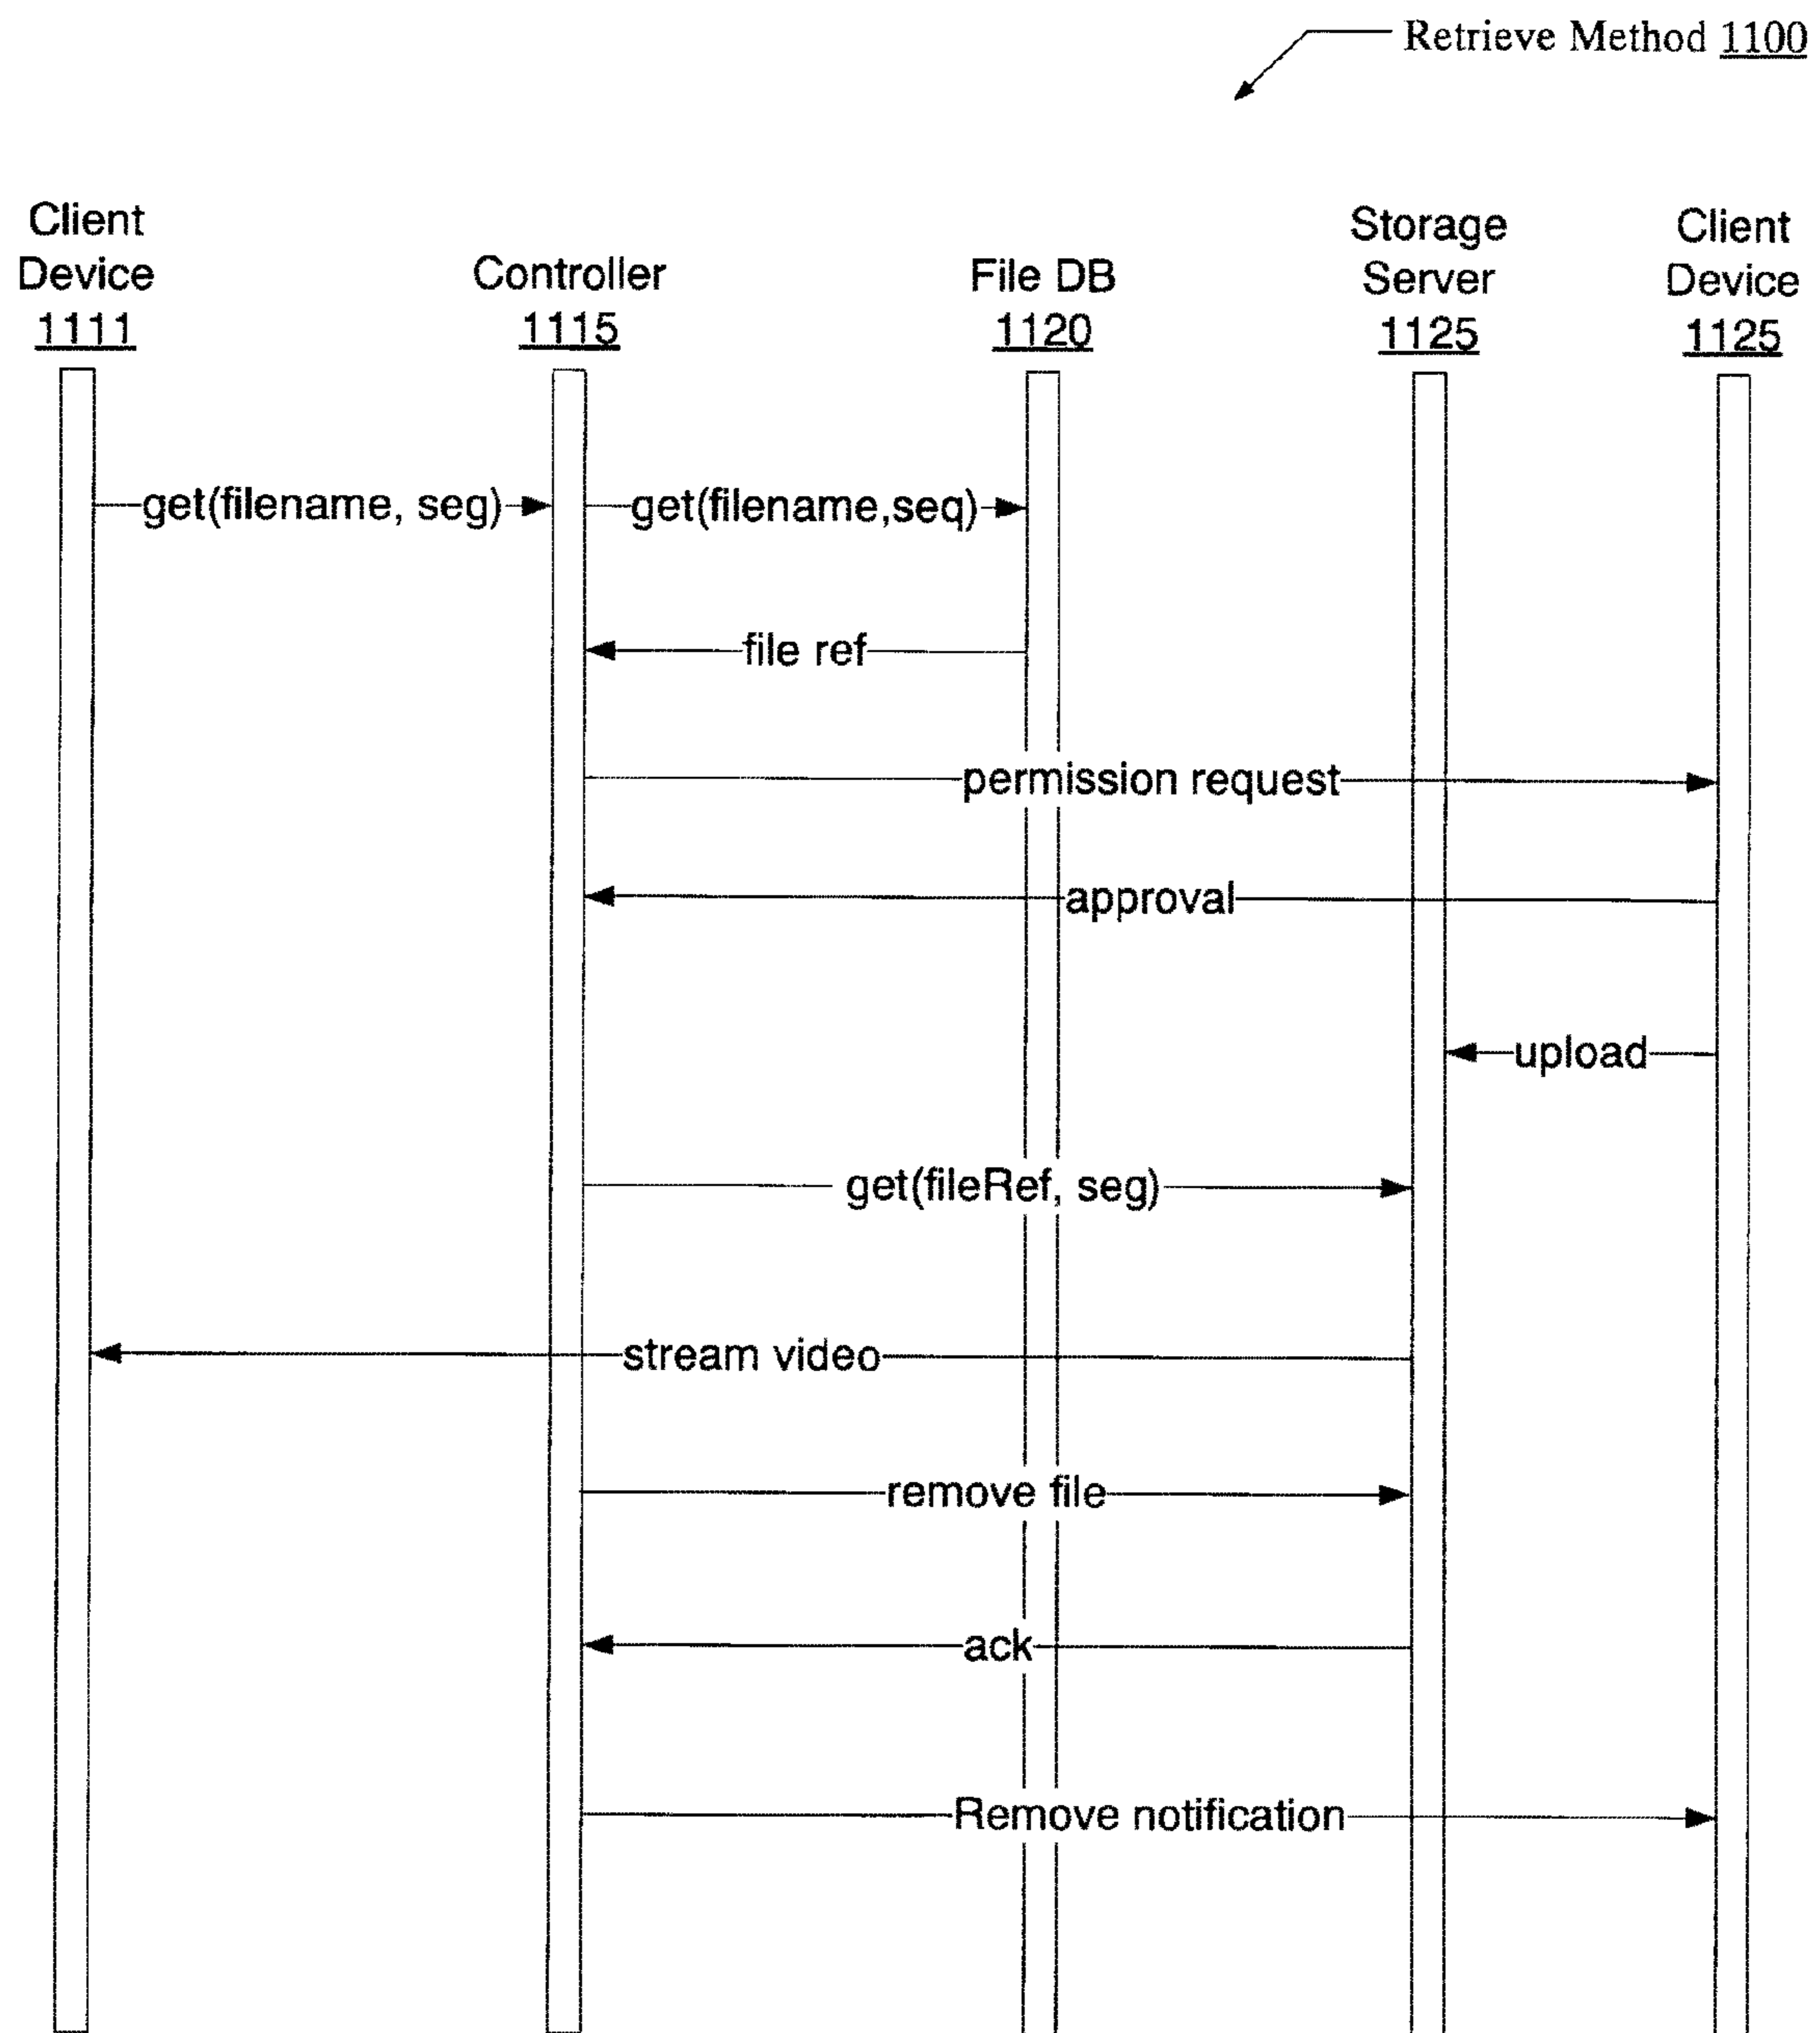 Retrieve Method 1100
Client
Device
1111
Controller
1115
File DB
1120
Storage
Server
1125
Client
Device
1125
get(filename, seg)
get(filename,seq)
file ref
permission request
approval
upload
get(fileRef, seg)
stream video
remove file
ack
Remove notification